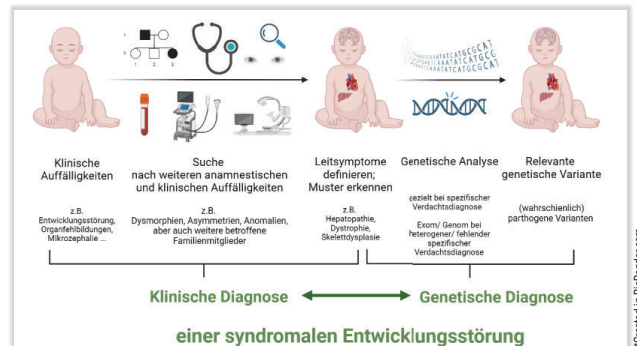 Klinische
Auffälligkeiten
z.B.
Entwicklungsstörung,
Organfehlbildungen,
Mikrozephalie ...
Suche
nach weiteren anamnestischen
und klinischen Auffälligkeiten
z.B.
Dysmorphien, Asymmetrien, Anomalien,
aber auch weitere betroffene
Familienmitglieder
Leitsymptome
definieren;
Muster erkennen
z.B.
Hepatopathie,
Dystrophie,
Skelettdysplasie
Genetische Analyse
gezielt bei spezifischer
Verdachtsdiagnose
Exom/ Genom bei
heterogener/ fehlender
spezifischer
Verdachtsdiagnose
Relevante
genetische Variante
(wahrschienlich)
parthogene Varianten
Klinische Diagnose
Genetische Diagnose
einer syndromalen Entwicklungsstörung